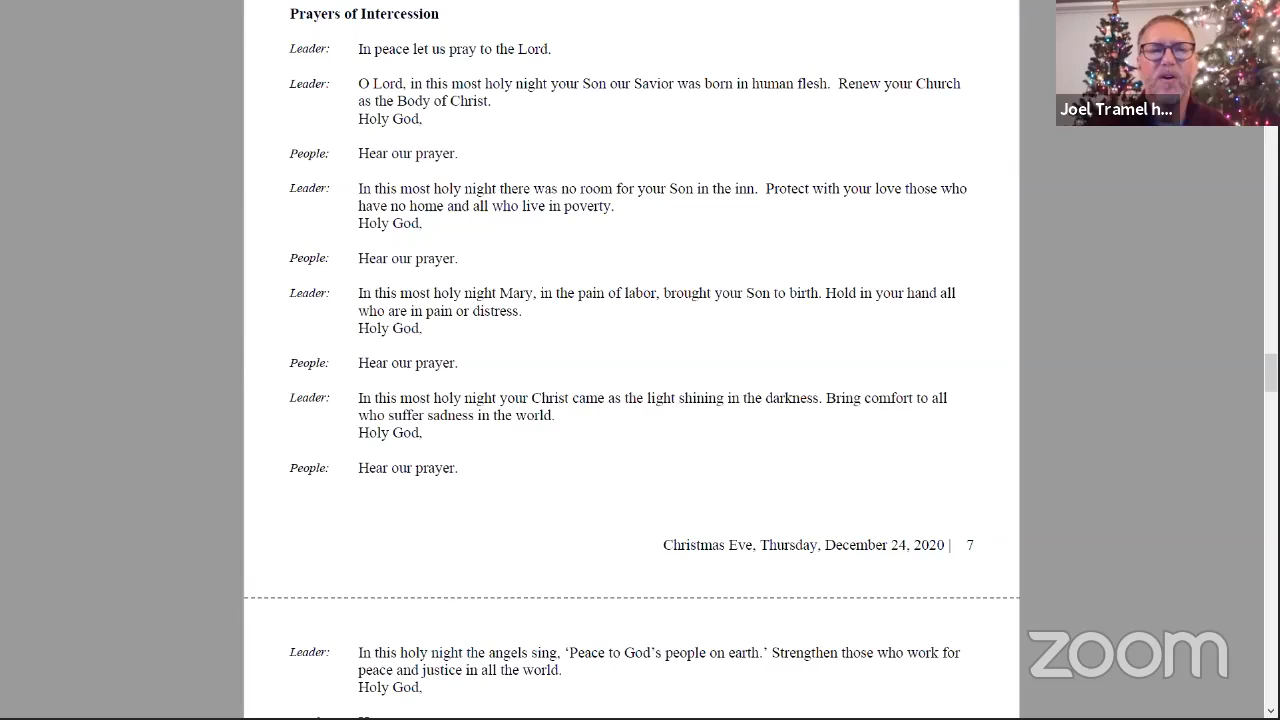 Prayers of Intercession
Leader: In peace let us pray to the Lord.
Leader: O Lord, in this most holy night your Son our Savior was born in human flesh.  Renew your Church
as the Body of Christ.
Holy God,
People: Hear our prayer.
Leader: In this most holy night there was no room for your Son in the inn.  Protect with your love those who
have no home and all who live in poverty.
Holy God,
People: Hear our prayer.
Leader: In this most holy night Mary, in the pain of labor, brought your Son to birth. Hold in your hand all
who are in pain or distress.
Holy God,
People: Hear our prayer.
Leader: In this most holy night your Christ came as the light shining in the darkness. Bring comfort to all
who suffer sadness in the world.
Holy God,
People: Hear our prayer.
Christmas Eve, Thursday, December 24, 2020 | 7
Leader: In this holy night the angels sing, ‘Peace to God’s people on earth.’ Strengthen those who work for
peace and justice in all the world.
Holy God,
Joel Tramel h...
zoom